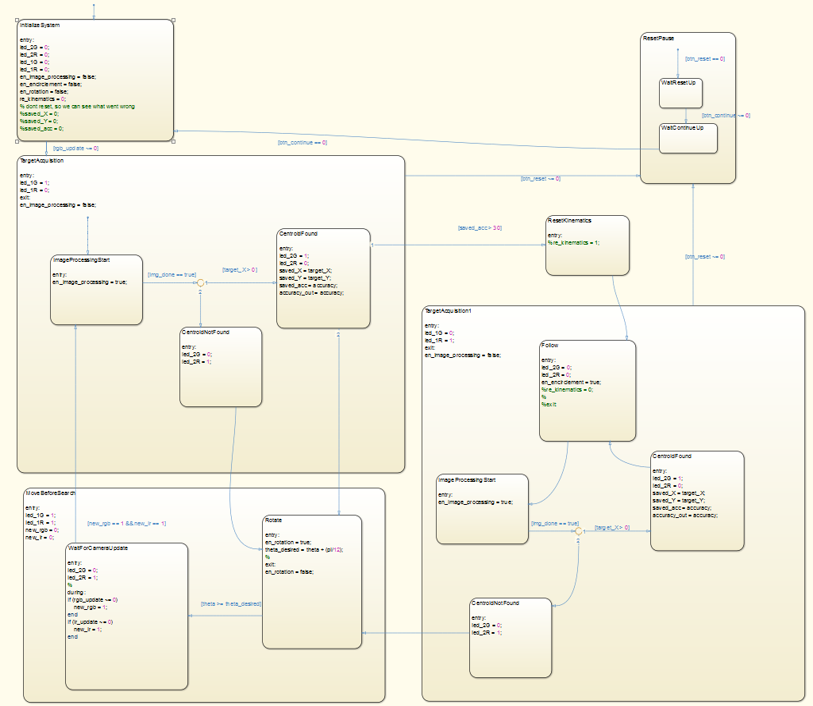 InitializeSystem
entry:
led_2G = 0;
led_2R = 0;
led_1G = 0;
led_1R = 0;
en_image_processing = false;
en_encirclement = false;
en_rotation = false;
re_kinematics = 0;
% dont reset, so we can see what went wrong
%saved_X = 0;
%saved_Y = 0;
%saved_acc = 0;
[rgb_update ~= 0]
[btn_continue == 0]
ResetPause
[btn_reset == 0]
WaitResetUp
[btn_continue ~= 0]
WaitContinueUp
TargetAcquisition
entry:
led_1G = 1;
led_1R = 0;
exit:
en_image_processing = false;
[btn_reset ~= 0]
ImageProcessingStart
entry:
en_image_processing = true;
[img_done == true]
[target_X> 0]
1
2
CentroidFound
entry:
led_2G = 1;
led_2R = 0;
saved_X = target_X;
saved_Y = target_Y;
saved_acc = accuracy;
accuracy_out = accuracy;
1
2
[saved_acc> 30]
CentroidNotFound
entry:
led_2G = 0;
led_2R = 1;
ResetKinematics
entry:
%re_kinematics = 1;
[btn_reset ~= 0]
TargetAcquisition1
entry:
led_1G = 0;
led_1R = 1;
exit:
en_image_processing = false;
Follow
entry:
led_2G = 0;
led_2R = 0;
en_encirclement = true;
%re_kinematics = 0;
%
%exit:
ImageProcessingStart
entry:
en_image_processing = true;
[img_done == true]
[target_X> 0]
1
2
CentroidFound
entry:
led_2G = 1;
led_2R = 0;
saved_X = target_X;
saved_Y = target_Y;
saved_acc = accuracy;
accuracy_out = accuracy;
CentroidNotFound
entry:
led_2G = 0;
led_2R = 1;
MoveBeforeSearch
entry:
led_1G = 1;
led_1R = 1;
new_rgb = 0;
new_ir = 0;
[new_rgb == 1 && new_ir == 1]
WaitForCameraUpdate
entry:
led_2G = 0;
led_2R = 1;
%
during:
if (rgb_update ~= 0)
new_rgb = 1;
end
if (ir_update ~= 0)
new_ir = 1;
end
[theta >= theta_desired]
Rotate
entry:
en_rotation = true;
theta_desired = theta + (pi/12);
%
exit:
en_rotation = false;